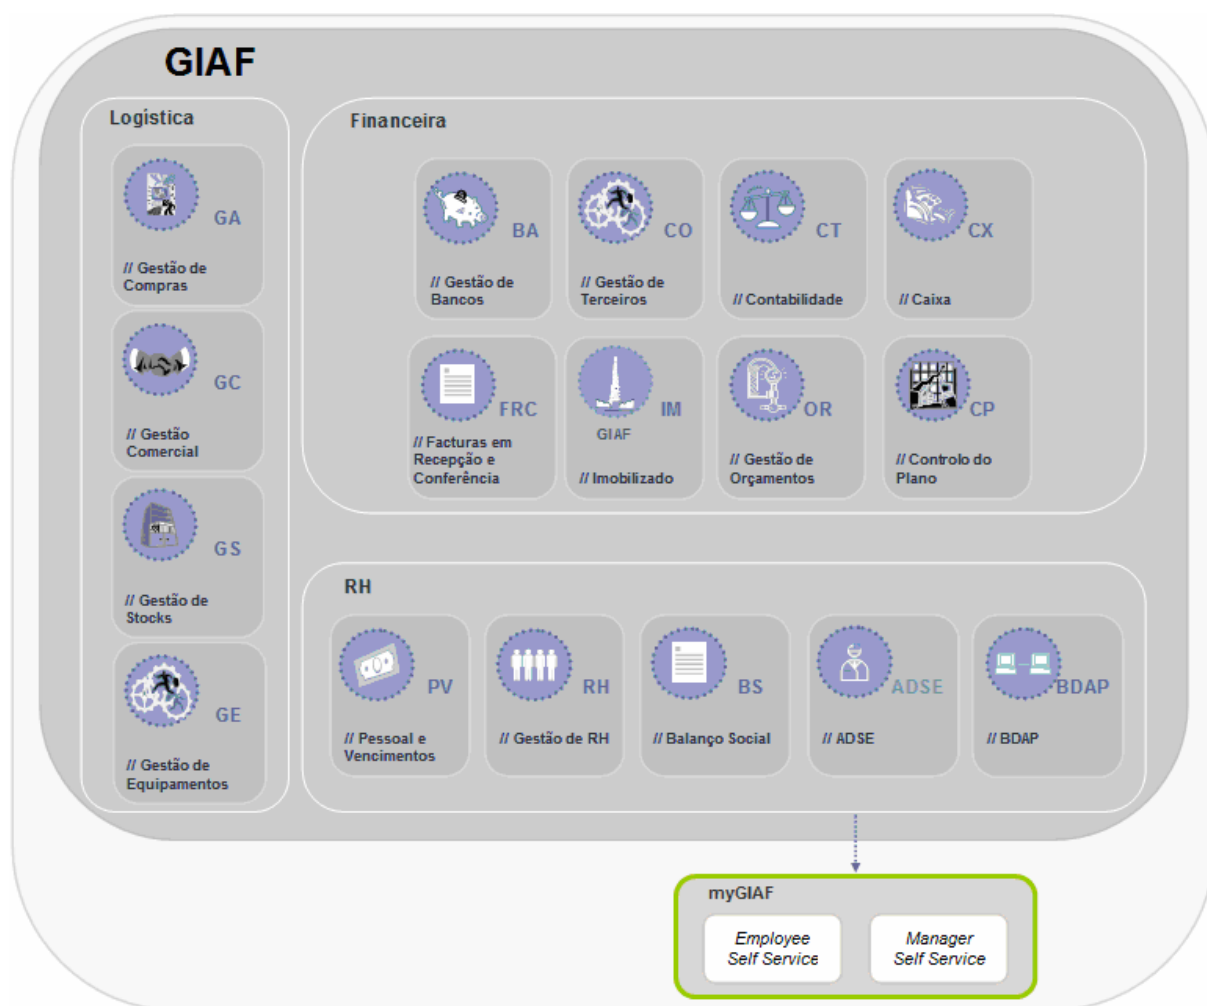 GIAF
Logística
GA
// Gestão de
Compras
GC
// Gestão
Comercial
GS
// Gestão de
Stocks
GE
// Gestão de
Equipamentos
Financeira
BA
// Gestão de
Bancos
CO
// Gestão de
Terceiros
CT
// Contabilidade
CX
// Caixa
FRC
// Facturas em
Recepção e
Conferência
IM
GIAF
// Imobilizado
OR
// Gestão de
Orçamentos
CP
// Controlo do
Plano
RH
PV
// Pessoal e
Vencimentos
RH
// Gestão de RH
BS
// Balanço Social
ADSE
// ADSE
BDAP
// BDAP
myGIAF
Employee
Self Service
Manager
Self Service